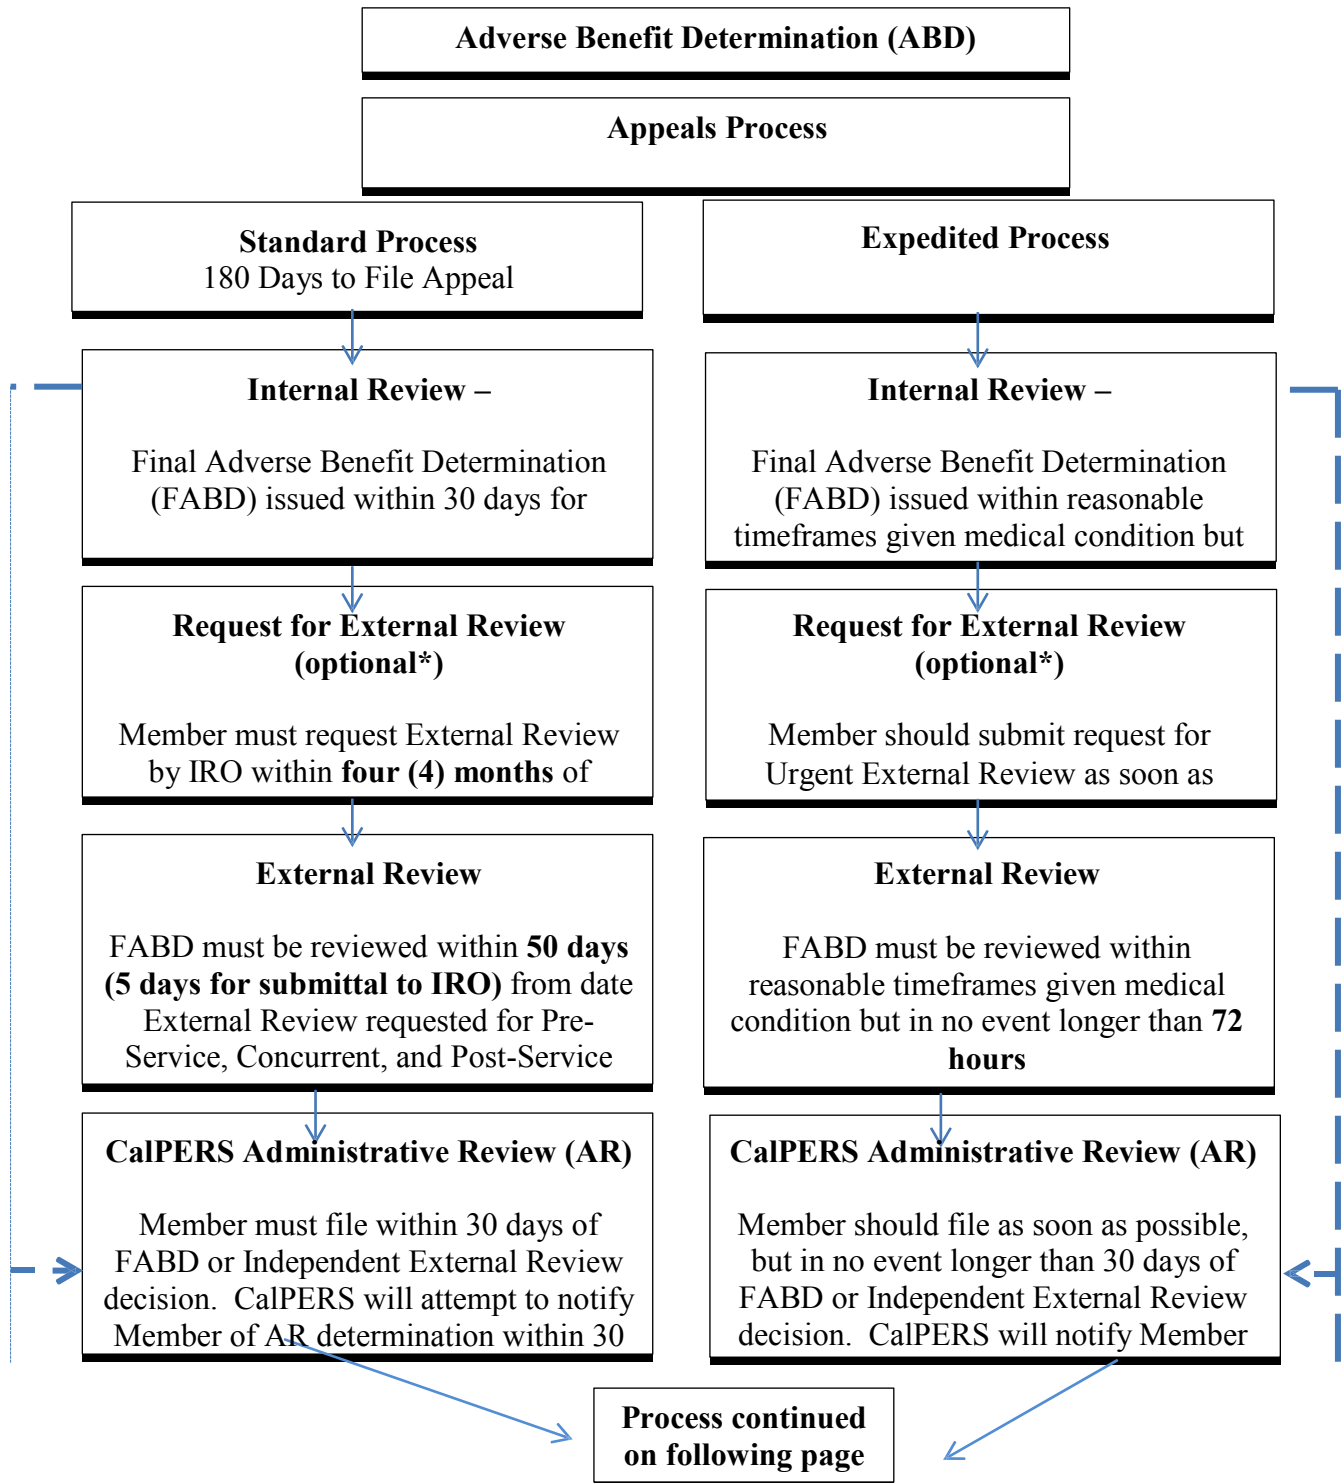 Adverse Benefit Determination (ABD)
Appeals Process
Standard Process
180 Days to File Appeal
Internal Review –
Final Adverse Benefit Determination
(FABD) issued within 30 days for
Request for External Review
(optional*)
Member must request External Review
by IRO within four (4) months of
External Review
FABD must be reviewed within 50 days
(5 days for submittal to IRO) from date
External Review requested for Pre-
Service, Concurrent, and Post-Service
CalPERS Administrative Review (AR)
Member must file within 30 days of
FABD or Independent External Review
decision.  CalPERS will attempt to notify
Member of AR determination within 30
Expedited Process
Internal Review –
Final Adverse Benefit Determination
(FABD) issued within reasonable
timeframes given medical condition but
Request for External Review
(optional*)
Member should submit request for
Urgent External Review as soon as
External Review
FABD must be reviewed within
reasonable timeframes given medical
condition but in no event longer than 72
hours
CalPERS Administrative Review (AR)
Member should file as soon as possible,
but in no event longer than 30 days of
FABD or Independent External Review
decision.  CalPERS will notify Member
Process continued
on following page